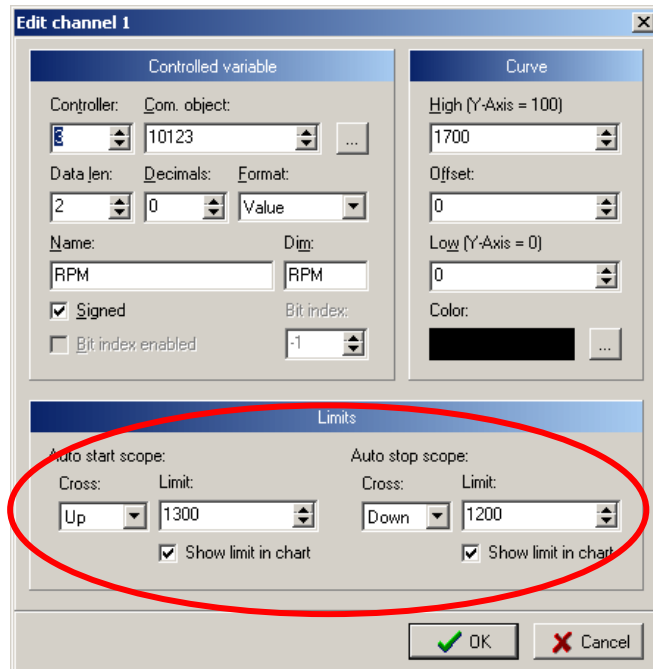 Edit channel 1
Controlled variable
Controller: Com. object:
3 10123 ...
Data len: Decimals: Format:
2 0 Value
Name: Dim:
RPM RPM
Signed Bit index:
Bit index enabled -1
Curve
High (Y-Axis = 100)
1700
Offset:
0
Low (Y-Axis = 0)
0
Color:
...
Limits
Auto start scope: Auto stop scope:
Cross: Limit: Cross: Limit:
Up 1300 Down 1200
Show limit in chart Show limit in chart
OK Cancel